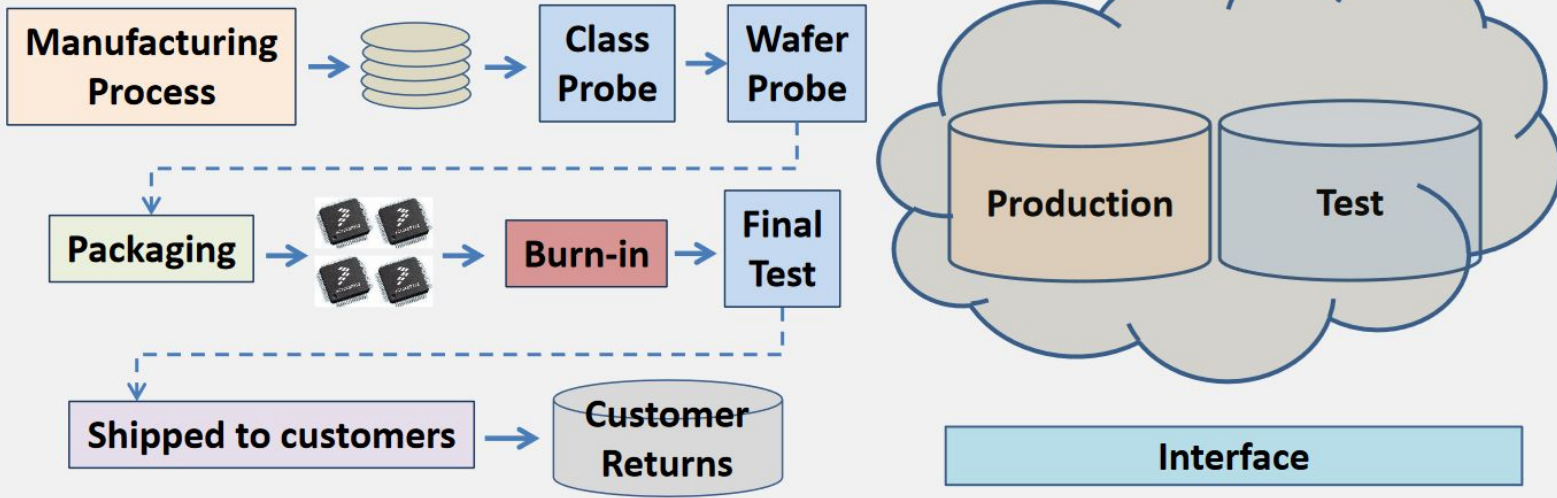 Manufacturing
Process
Class
Probe
Wafer
Probe
Packaging
Burn-in
Final
Test
Shipped to customers
Customer
Returns
Production
Test
Interface